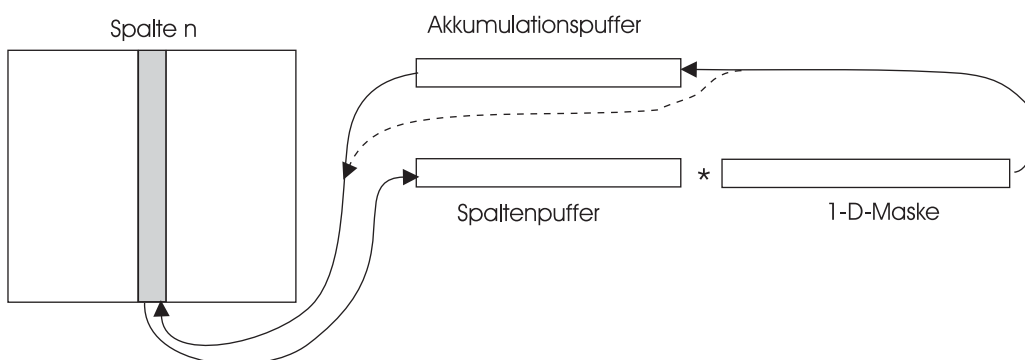 Spalte n
Akkumulationspuffer
*
Spaltenpuffer
1-D-Maske